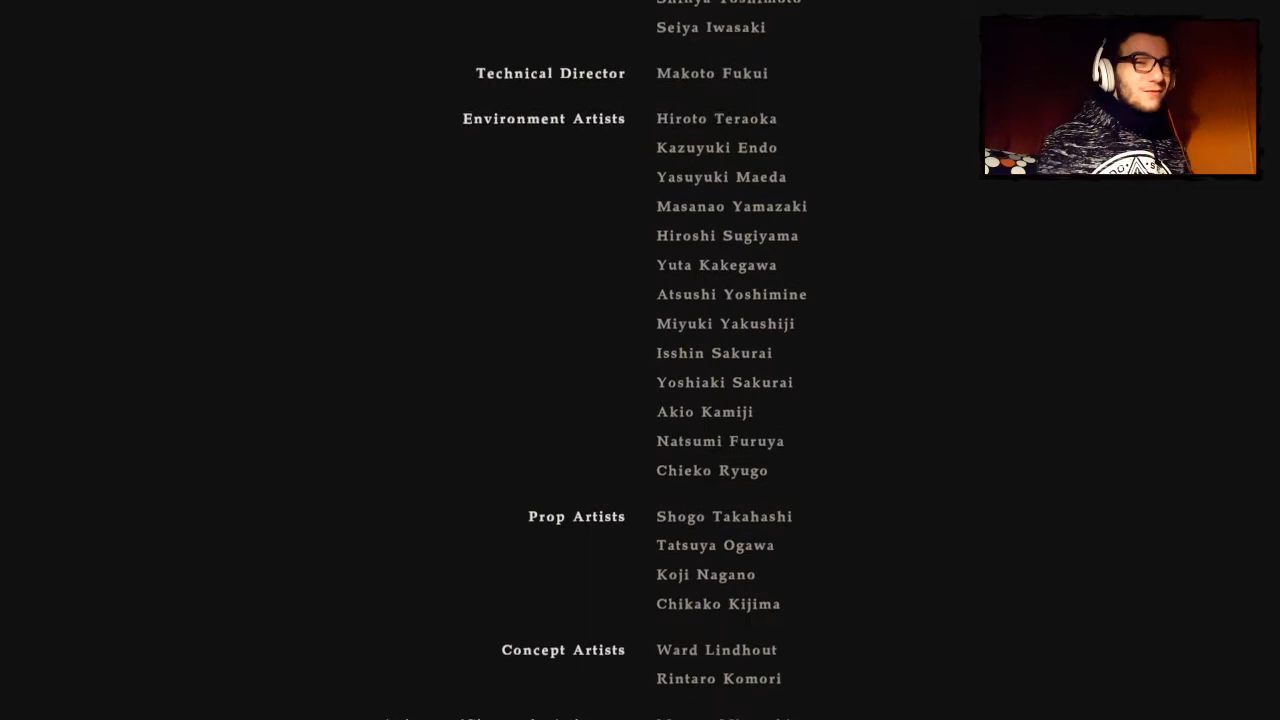 Shinya Yoshimoto
Seiya Iwasaki
Technical Director Makoto Fukui
Environment Artists Hiroto Teraoka
Kazuyuki Endo
Yasuyuki Maeda
Masanao Yamazaki
Hiroshi Sugiyama
Yuta Kakegawa
Atsushi Yoshimine
Miyuki Yakushiji
Isshin Sakurai
Yoshiaki Sakurai
Akio Kamiji
Natsumi Furuya
Chieko Ryugo
Prop Artists Shogo Takahashi
Tatsuya Ogawa
Koji Nagano
Chikako Kijima
Concept Artists Ward Lindhout
Rintaro Komori